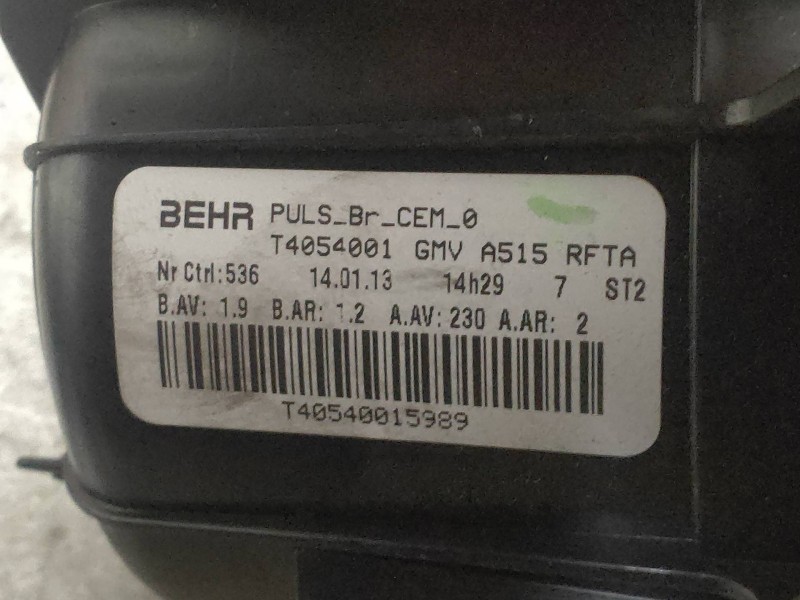 BEHR PULS_Br_CEM_0
T4054001 GMV A515 RFTA
Nr Ctrl:536 14.01.13 14h29 7 ST2
B.AV: 1.9 B.AR: 1.2 A.AV: 230 A.AR: 2
T40540015989